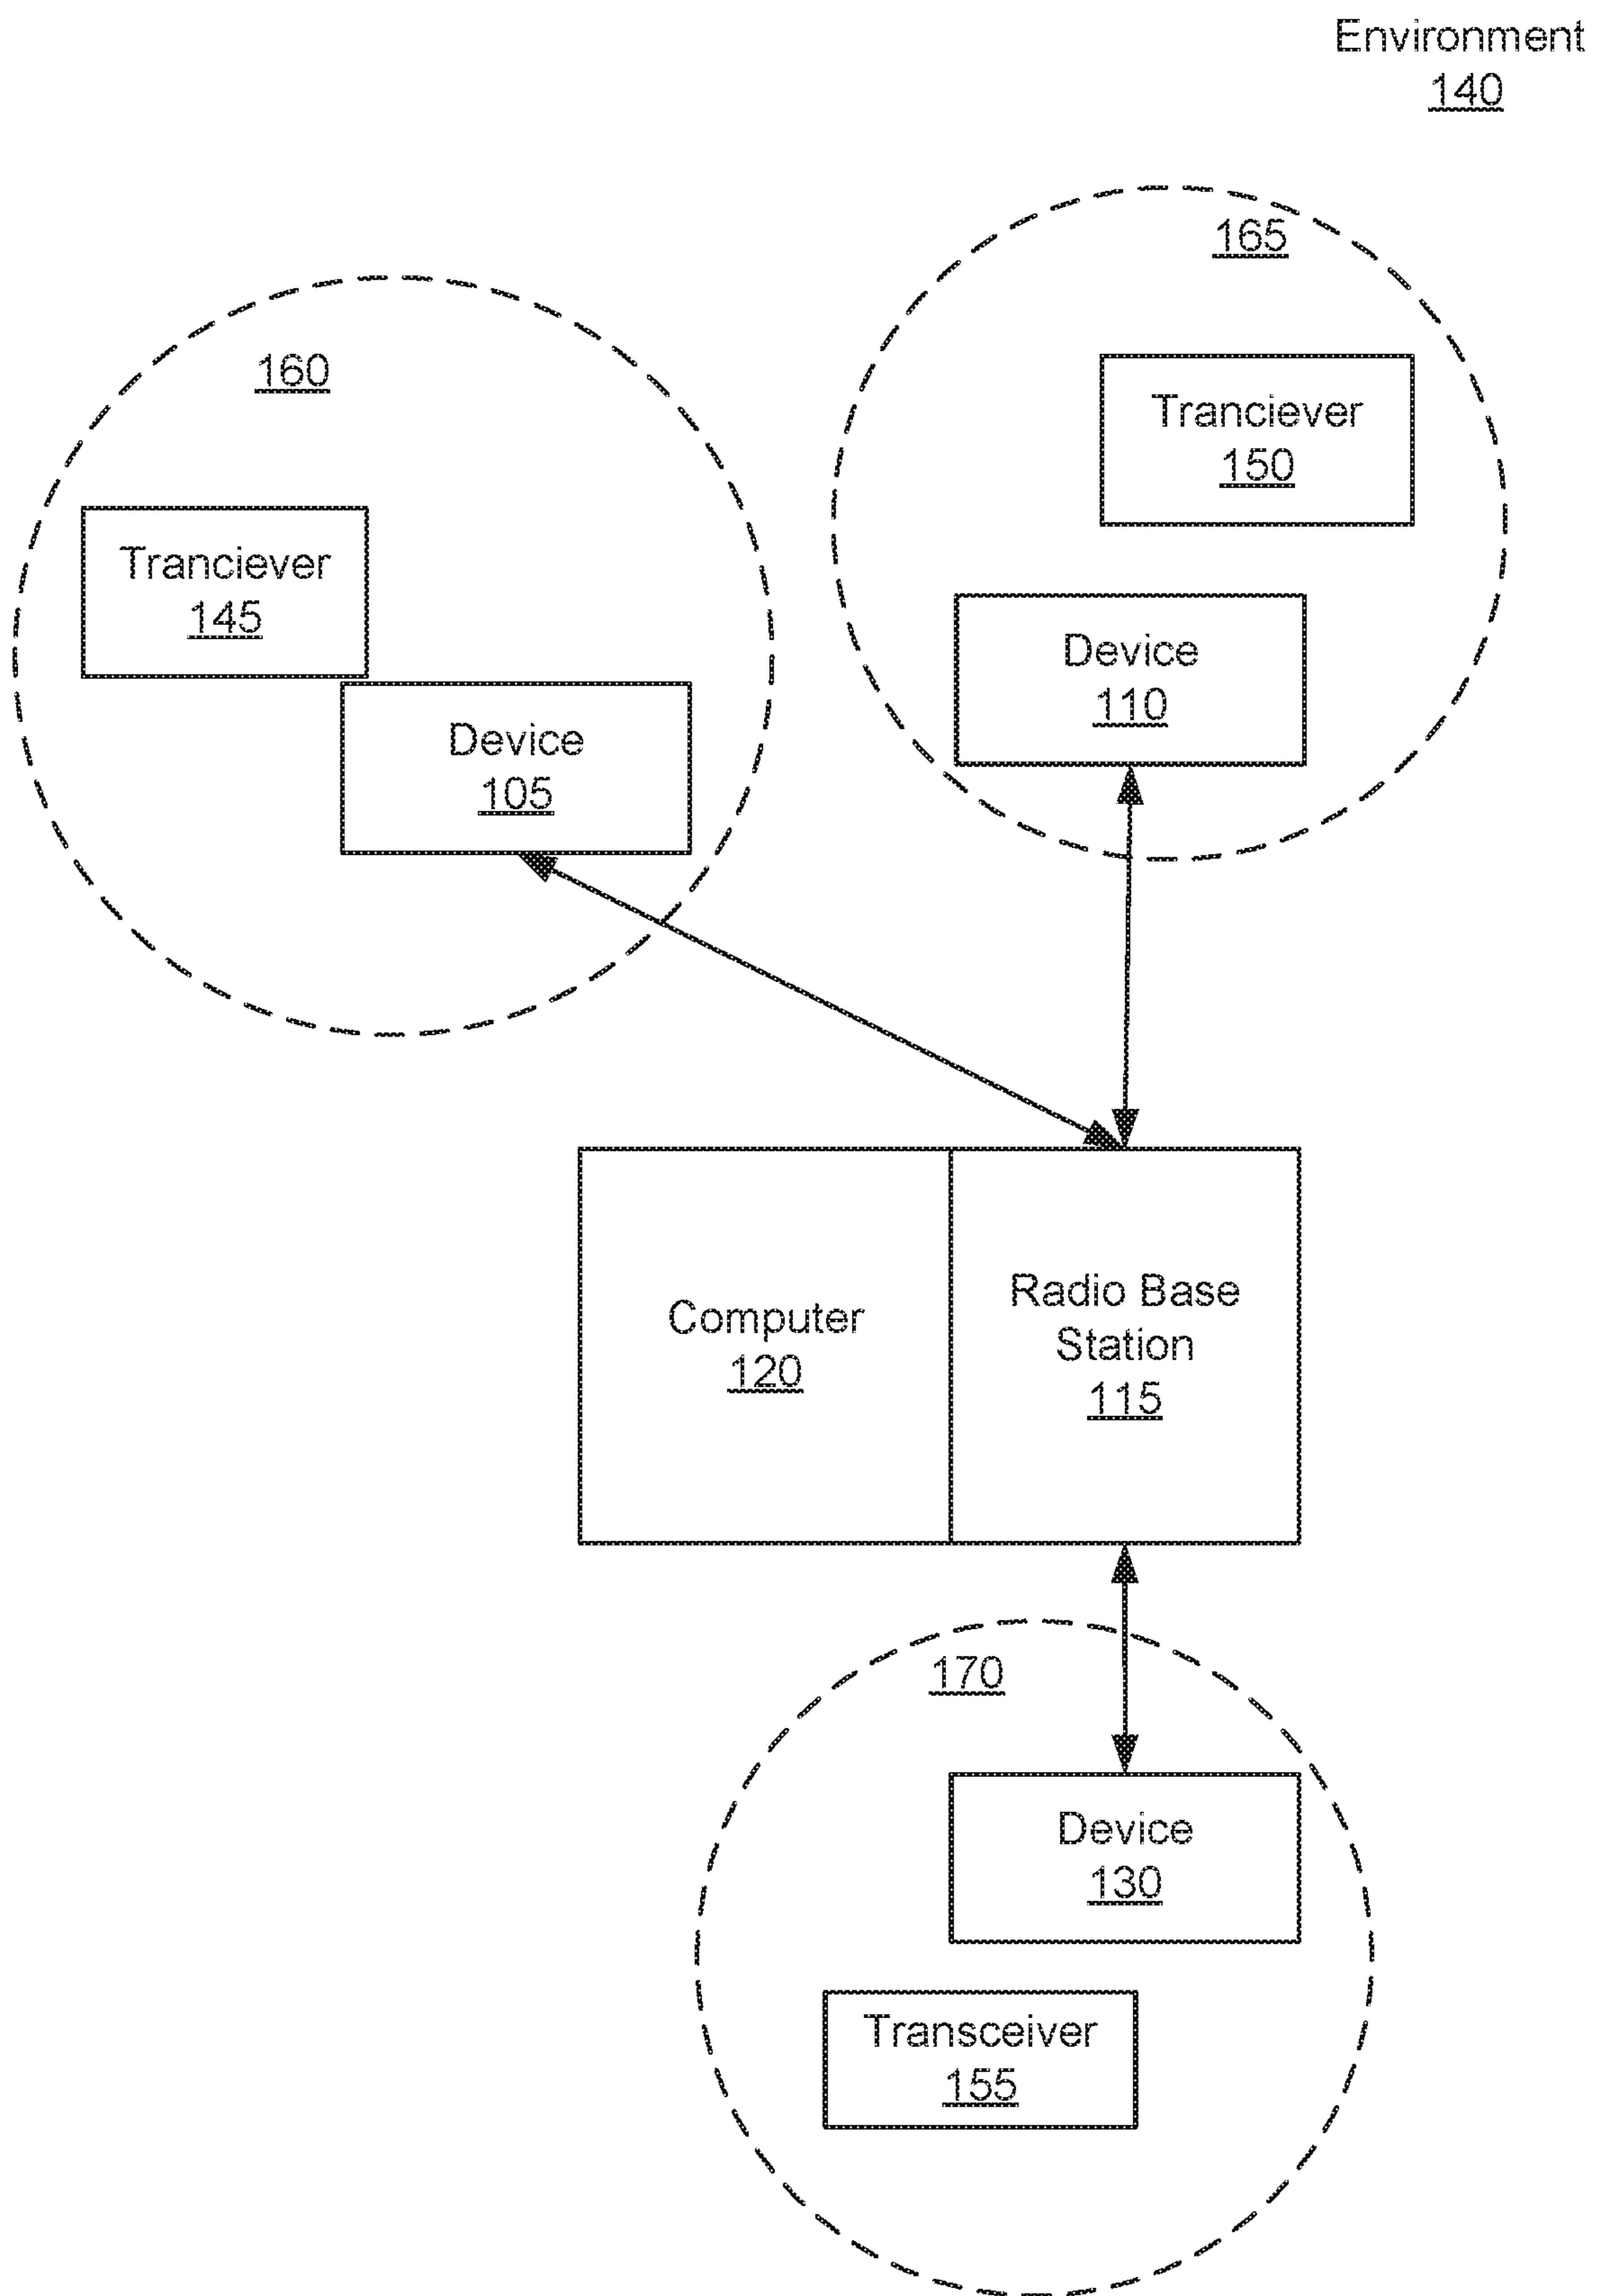 Environment
140
165
160
Tranciever
150
Tranciever
145
Device
110
Device
105
Computer
120
Radio Base
Station
115
170
Device
130
Transceiver
155